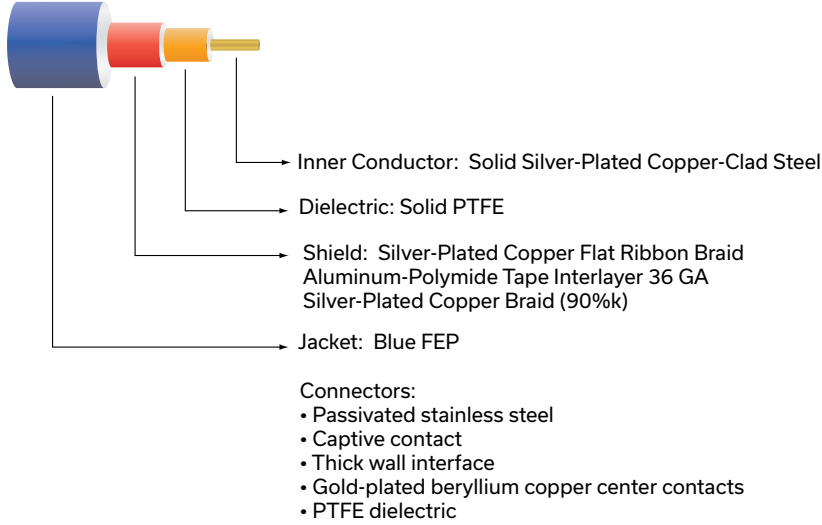 Inner Conductor: Solid Silver-Plated Copper-Clad Steel
Dielectric: Solid PTFE
Shield: Silver-Plated Copper Flat Ribbon Braid
Aluminum-Polymide Tape Interlayer 36 GA
Silver-Plated Copper Braid (90%k)
Jacket: Blue FEP
Connectors:
• Passivated stainless steel
• Captive contact
• Thick wall interface
• Gold-plated beryllium copper center contacts
• PTFE dielectric